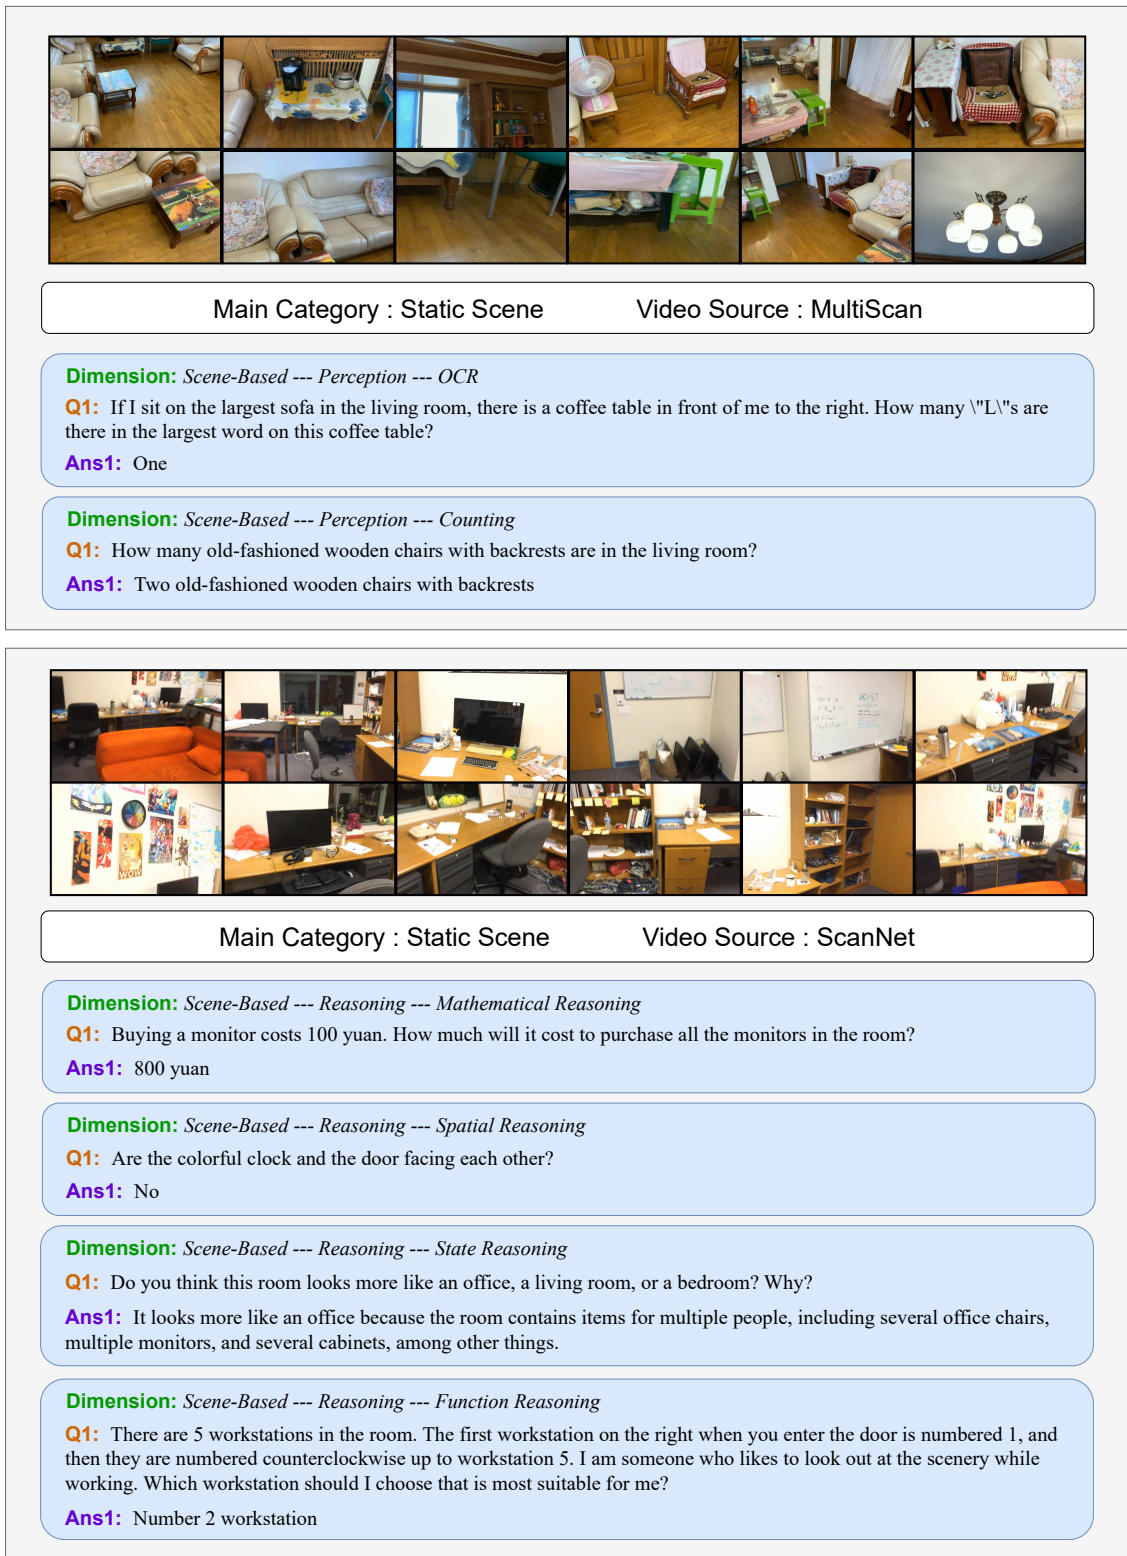 Main Category : Static Scene Video Source : MultiScan
Dimension: Scene-Based --- Perception --- OCR
Q1: If I sit on the largest sofa in the living room, there is a coffee table in front of me to the right. How many \"L\"s are
there in the largest word on this coffee table?
Ans1: One
Dimension: Scene-Based --- Perception --- Counting
Q1: How many old-fashioned wooden chairs with backrests are in the living room?
Ans1: Two old-fashioned wooden chairs with backrests
WOW
Main Category : Static Scene Video Source : ScanNet
Dimension: Scene-Based --- Reasoning --- Mathematical Reasoning
Q1: Buying a monitor costs 100 yuan. How much will it cost to purchase all the monitors in the room?
Ans1: 800 yuan
Dimension: Scene-Based --- Reasoning --- Spatial Reasoning
Q1: Are the colorful clock and the door facing each other?
Ans1: No
Dimension: Scene-Based --- Reasoning --- State Reasoning
Q1: Do you think this room looks more like an office, a living room, or a bedroom? Why?
Ans1: It looks more like an office because the room contains items for multiple people, including several office chairs,
multiple monitors, and several cabinets, among other things.
Dimension: Scene-Based --- Reasoning --- Function Reasoning
Q1: There are 5 workstations in the room. The first workstation on the right when you enter the door is numbered 1, and
then they are numbered counterclockwise up to workstation 5. I am someone who likes to look out at the scenery while
working. Which workstation should I choose that is most suitable for me?
Ans1: Number 2 workstation